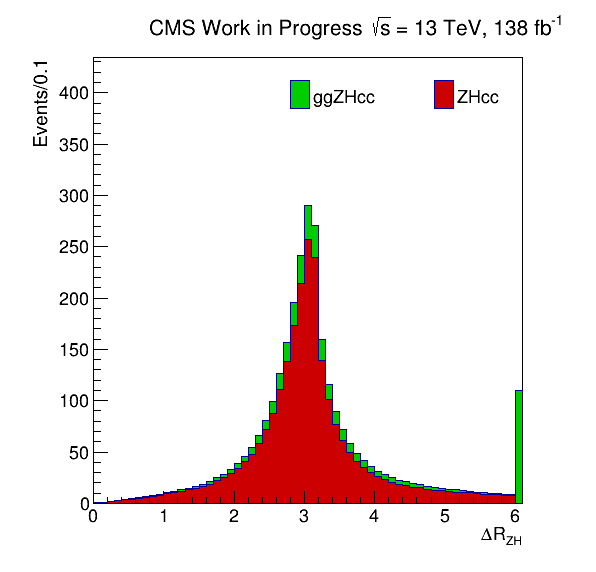 CMS Work in Progress √s = 13 TeV, 138 fb⁻¹
Events/0.1
400
350
300
250
200
150
100
50
0
ggZHcc
ZHcc
0 1 2 3 4 5 6
ΔR_ZH